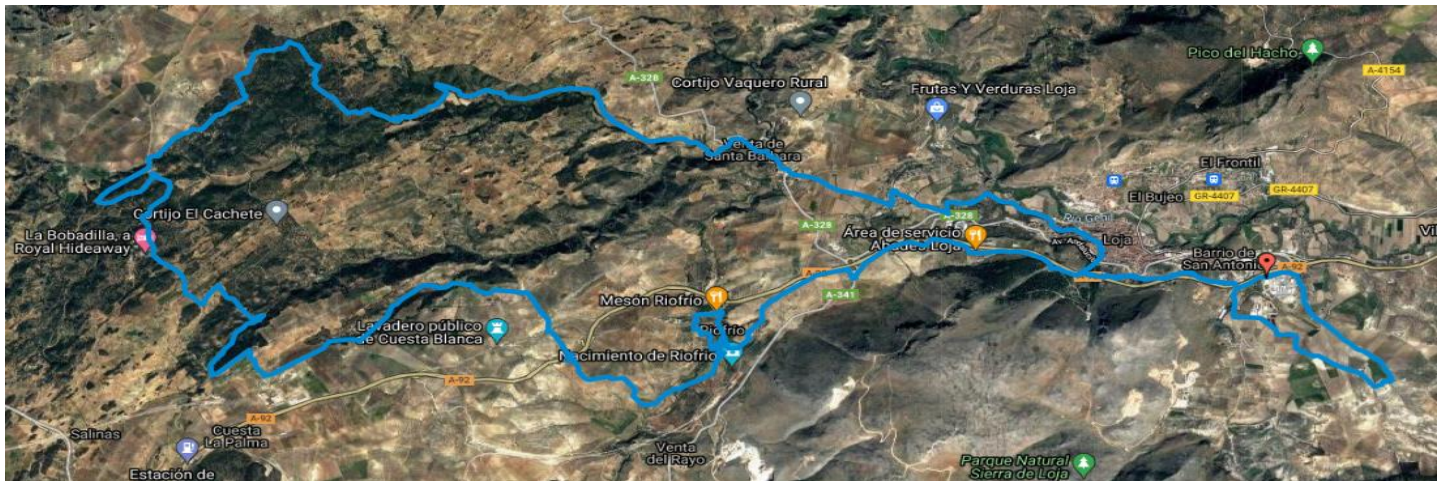 Pico del Hacho
A-4154
A-328
Cortijo Vaquero Rural
Frutas Y Verduras Loja
Venta de
Santa Bárbara
El Frontil
GR-4407
GR-4407
El Bujeo
Cortijo El Cachete
La Bobadilla, a
Royal Hideaway
A-328
A-328
Río Genil
Área de servicio
Abades Loja
Loja
Barrio de
San Antonio
A-92
Mesón Riofrío
A-341
Riofrío
Lavadero público
de Cuesta Blanca
Nacimiento de Riofrío
A-92
A-92
Salinas
Cuesta
La Palma
Venta
del Rayo
Estación de
Parque Natural
Sierra de Loja